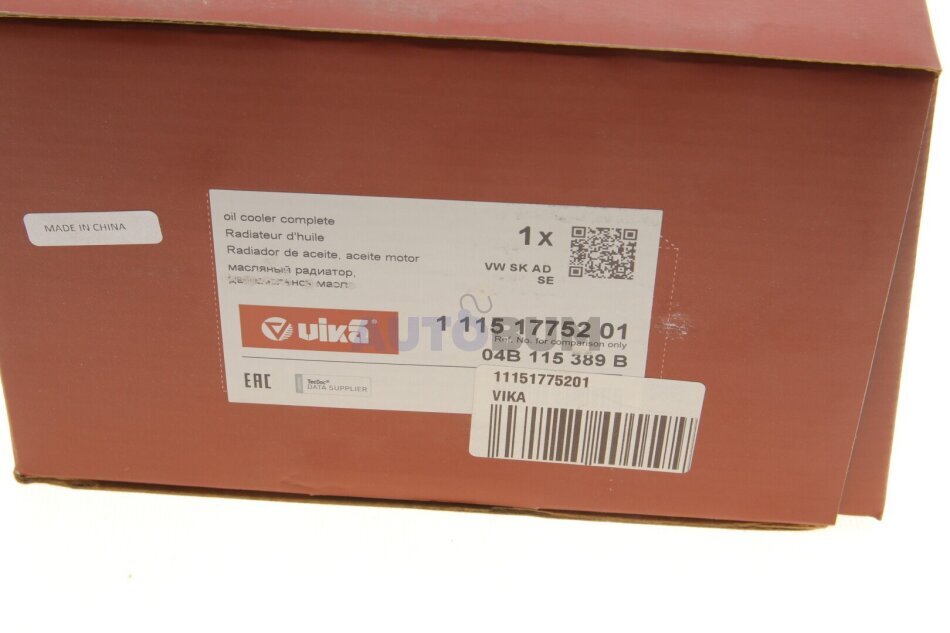 MADE IN CHINA
oil cooler complete
Radiateur d'huile
Radiador de aceite, aceite motor
масляный радиатор,
масло
1x
VW SK AD
SE
vika
AUTOBUM
1 115 17752 01
Ref. No. for comparison only
04B 115 389 B
EAC
TecDoc®
DATA SUPPLIER
11151775201
VIKA